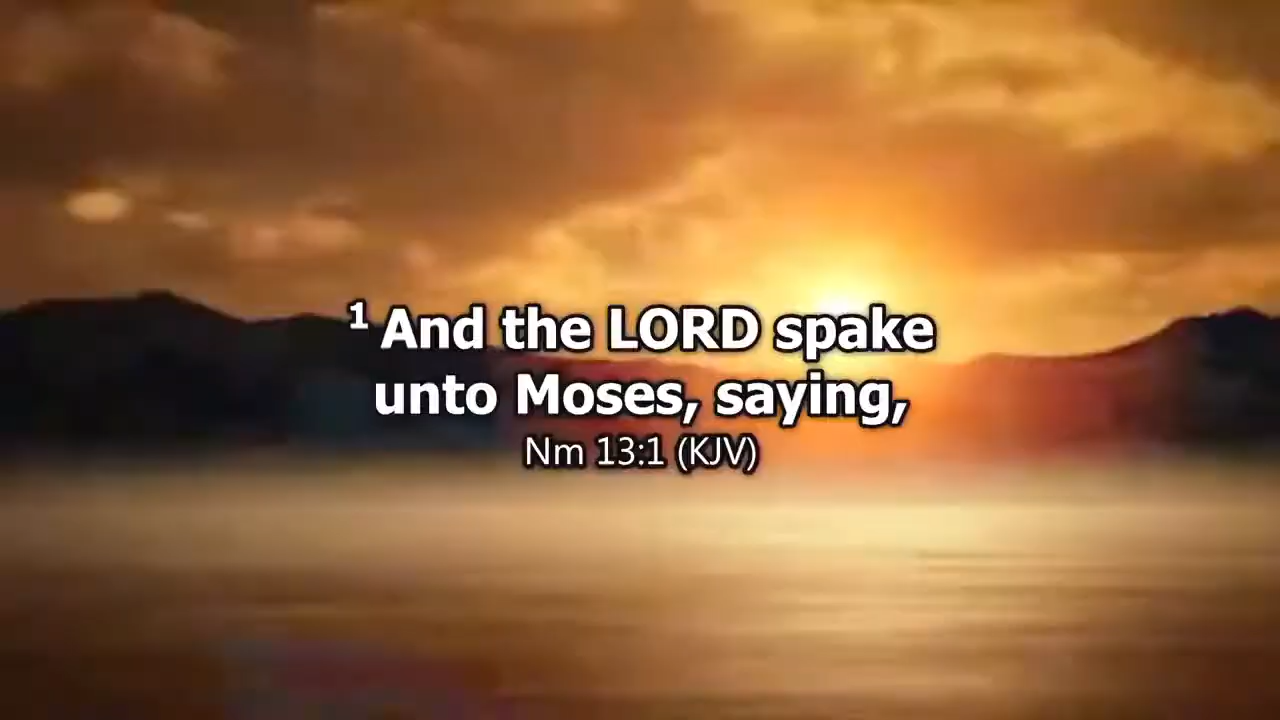 1 And the LORD spake
unto Moses, saying,
Nm 13:1 (KJV)